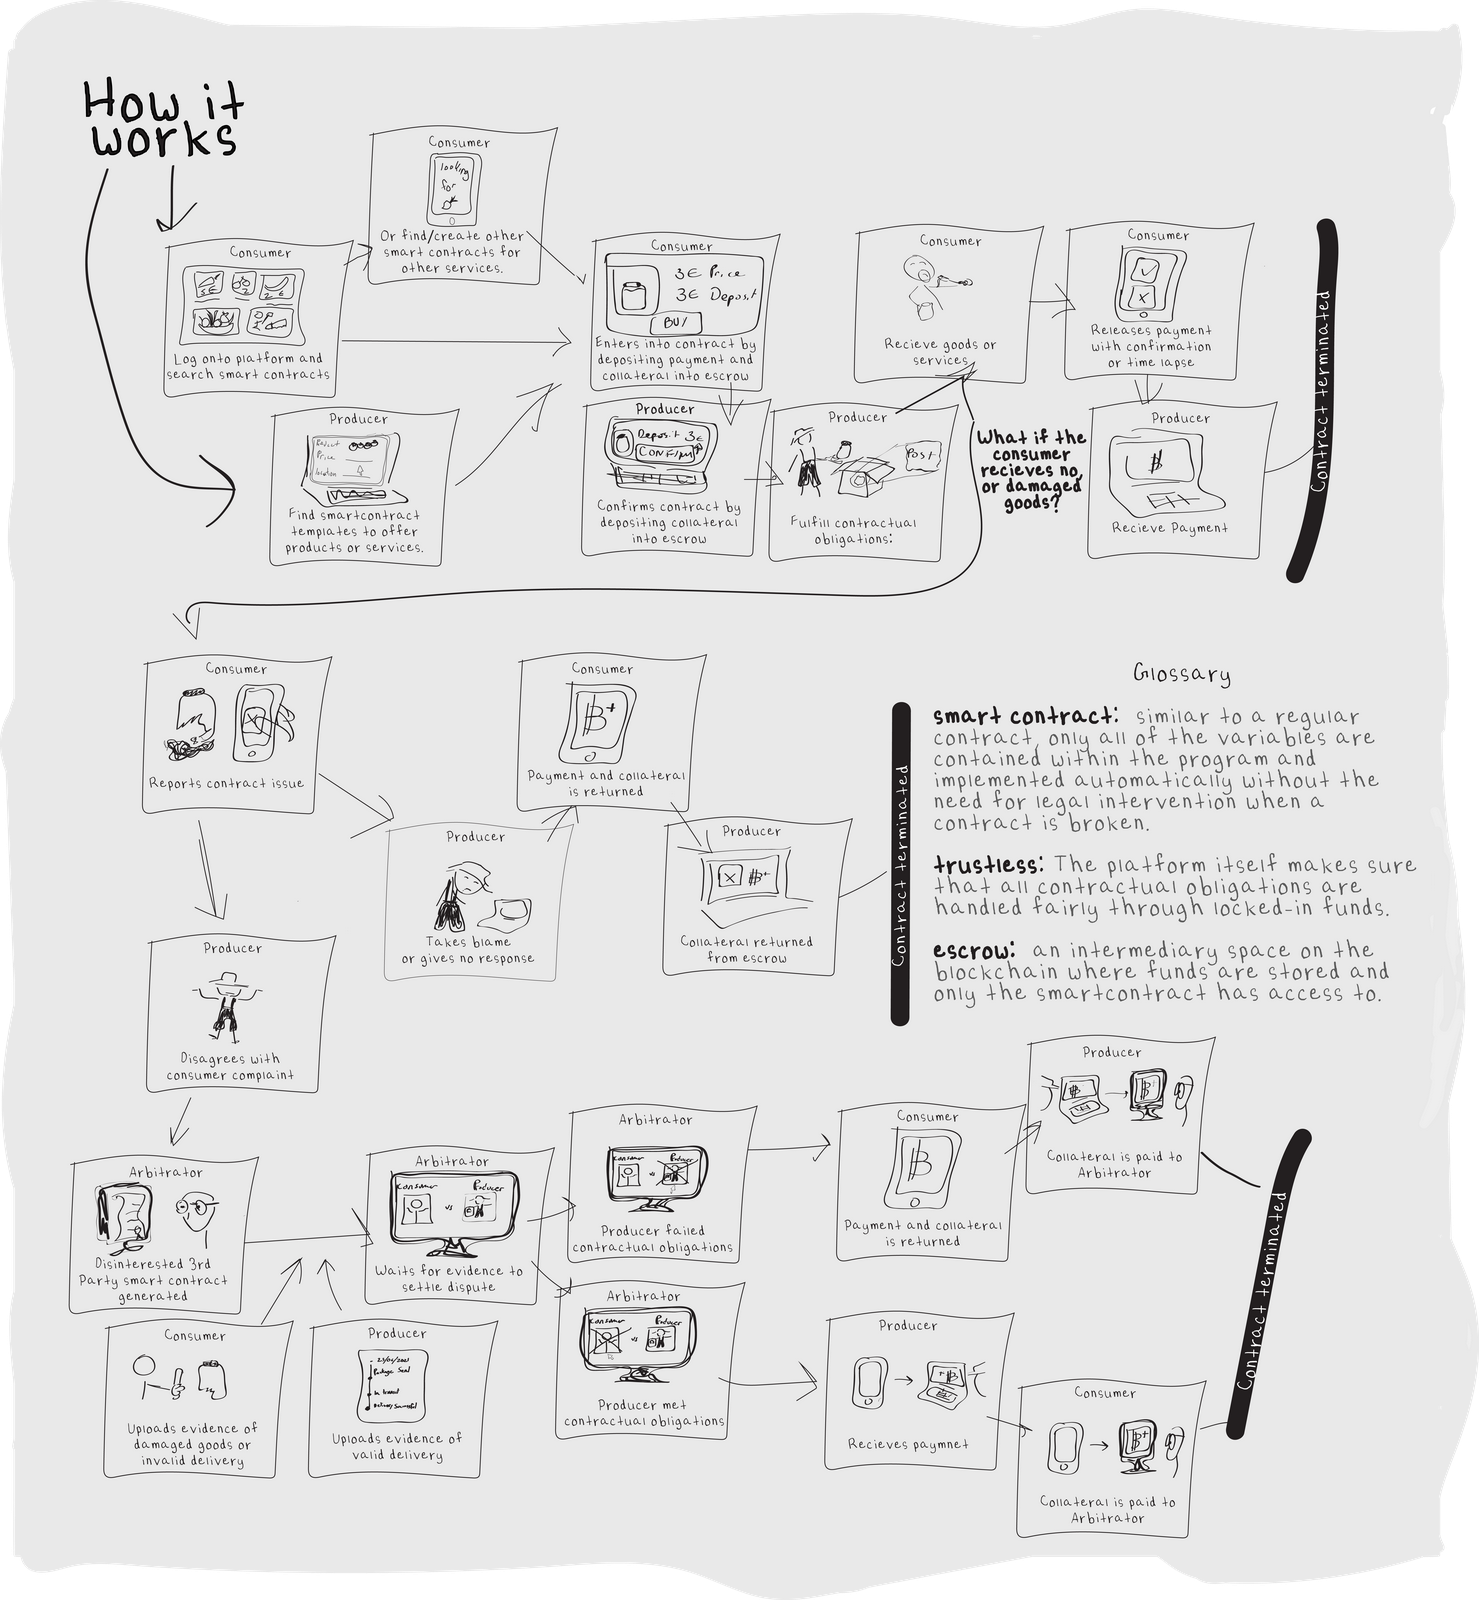 How it
works
Consumer
looking
for
Or find/create other
smart contracts for
other services.
Consumer
Log onto platform and
search smart contracts
Producer
Product
Price
location
Find smartcontract
templates to offer
products or services.
Consumer
3€ Price
3€ Deposit
BUY
Enters into contract by
depositing payment and
collateral into escrow
Producer
Deposit 3€
CONFIRM
Confirms contract by
depositing collateral
into escrow
Producer
Post
Fulfill contractual
obligations:
Consumer
Recieve goods or
services
What if the
consumer
recieves no,
or damaged
goods?
Consumer
Releases payment
with confirmation
or time lapse
Producer
Recieve Payment
Contract terminated
Consumer
Reports contract issue
Producer
Takes blame
or gives no response
Consumer
Payment and collateral
is returned
Producer
Collateral returned
from escrow
Contract terminated
Glossary
smart contract: similar to a regular
contract, only all of the variables are
contained within the program and
implemented automatically without the
need for legal intervention when a
contract is broken.
trustless: The platform itself makes sure
that all contractual obligations are
handled fairly through locked-in funds.
escrow: an intermediary space on the
blockchain where funds are stored and
only the smartcontract has access to.
Producer
Disagrees with
consumer complaint
Arbitrator
Disinterested 3rd
Party smart contract
generated
Consumer
Uploads evidence of
damaged goods or
invalid delivery
Producer
Package Sent
In transit
Delivery Successful
Uploads evidence of
valid delivery
Arbitrator
Consumer
vs
Producer
Waits for evidence to
settle dispute
Arbitrator
Consumer
vs
Producer
Producer failed
contractual obligations
Arbitrator
Consumer
vs
Producer
Producer met
contractual obligations
Consumer
Payment and collateral
is returned
Producer
Collateral is paid to
Arbitrator
Producer
Recieves paymnet
Consumer
Collateral is paid to
Arbitrator
Contract terminated